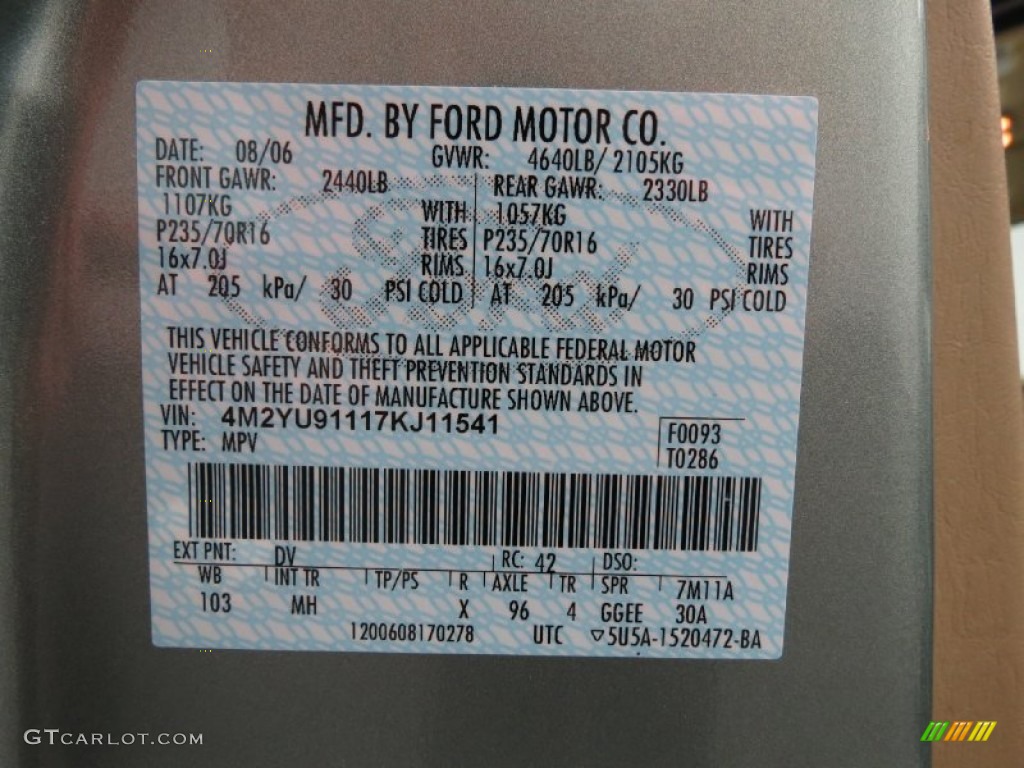 MFD. BY FORD MOTOR CO.
DATE: 08/06 GVWR: 4640LB/ 2105KG
FRONT GAWR: 2440LB REAR GAWR: 2330LB
1107KG WITH 1057KG WITH
P235/70R16 TIRES P235/70R16 TIRES
16x7.0J RIMS 16x7.0J RIMS
AT 205 kPa/ 30 PSI COLD AT 205 kPa/ 30 PSI COLD
THIS VEHICLE CONFORMS TO ALL APPLICABLE FEDERAL MOTOR
VEHICLE SAFETY AND THEFT PREVENTION STANDARDS IN
EFFECT ON THE DATE OF MANUFACTURE SHOWN ABOVE.
VIN: 4M2YU91117KJ11541
TYPE: MPV
F0093
T0286
EXT PNT: DV RC: 42 DSO:
WB INT TR TP/PS R AXLE TR SPR 7M11A
103 MH X 96 4 GGEE 30A
1200608170278 UTC ▽5U5A-1520472-BA
GTCARLOT.COM